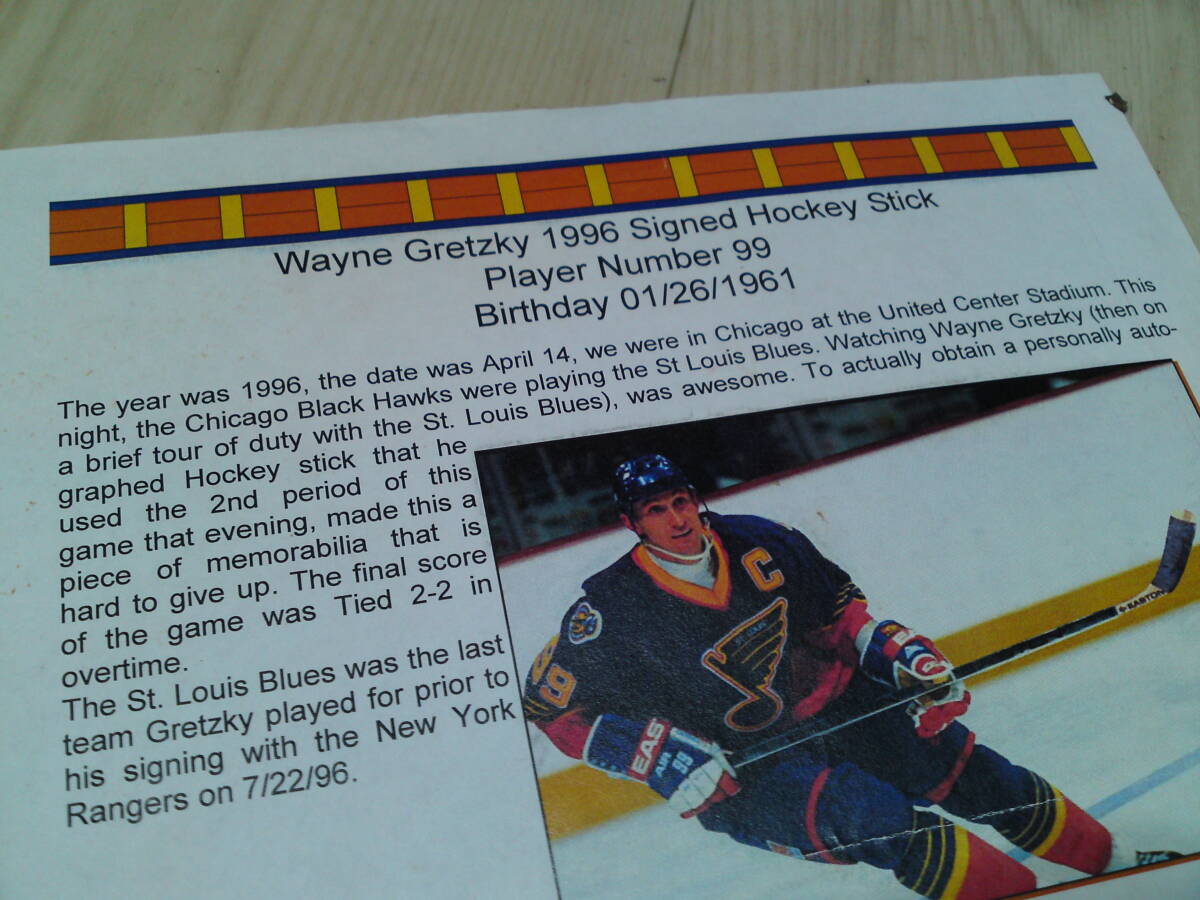 Wayne Gretzky 1996 Signed Hockey Stick
Player Number 99
Birthday 01/26/1961
The year was 1996, the date was April 14, we were in Chicago at the United Center Stadium. This
night, the Chicago Black Hawks were playing the St Louis Blues. Watching Wayne Gretzky (then on
a brief tour of duty with the St. Louis Blues), was awesome. To actually obtain a personally auto-
graphed Hockey stick that he
used the 2nd period of this
game that evening, made this a
piece of memorabilia that is
hard to give up. The final score
of the game was Tied 2-2 in
overtime.
The St. Louis Blues was the last
team Gretzky played for prior to
his signing with the New York
Rangers on 7/22/96.
C
ST. LOUIS
99
EAS
AIR
99
EA
EASTON